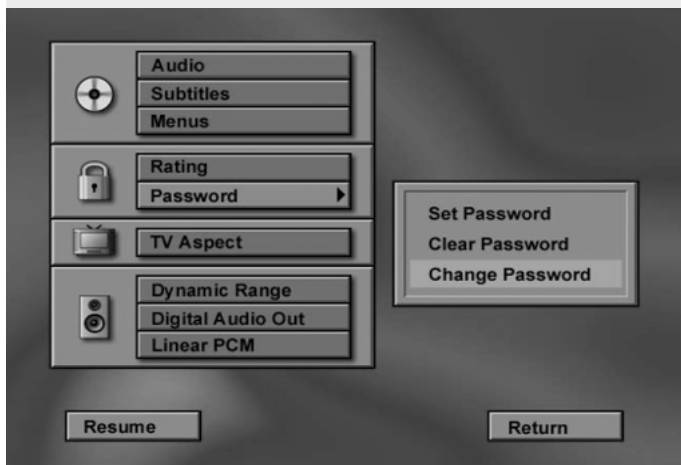 Audio
Subtitles
Menus
Rating
Password
TV Aspect
Dynamic Range
Digital Audio Out
Linear PCM
Set Password
Clear Password
Change Password
Resume
Return